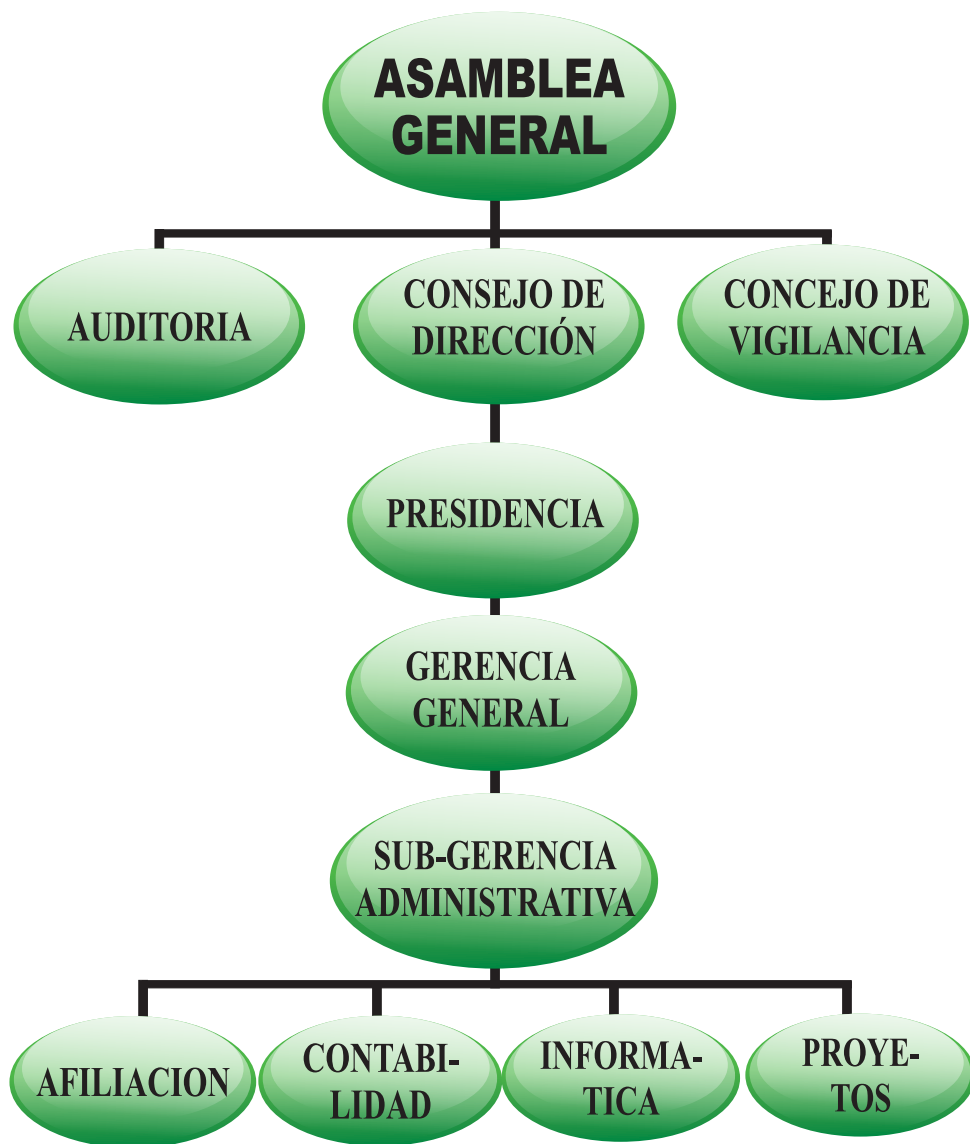 ASAMBLEA
GENERAL
AUDITORIA
CONSEJO DE
DIRECCIÓN
CONCEJO DE
VIGILANCIA
PRESIDENCIA
GERENCIA
GENERAL
SUB-GERENCIA
ADMINISTRATIVA
AFILIACION
CONTABI-
LIDAD
INFORMA-
TICA
PROYE-
TOS